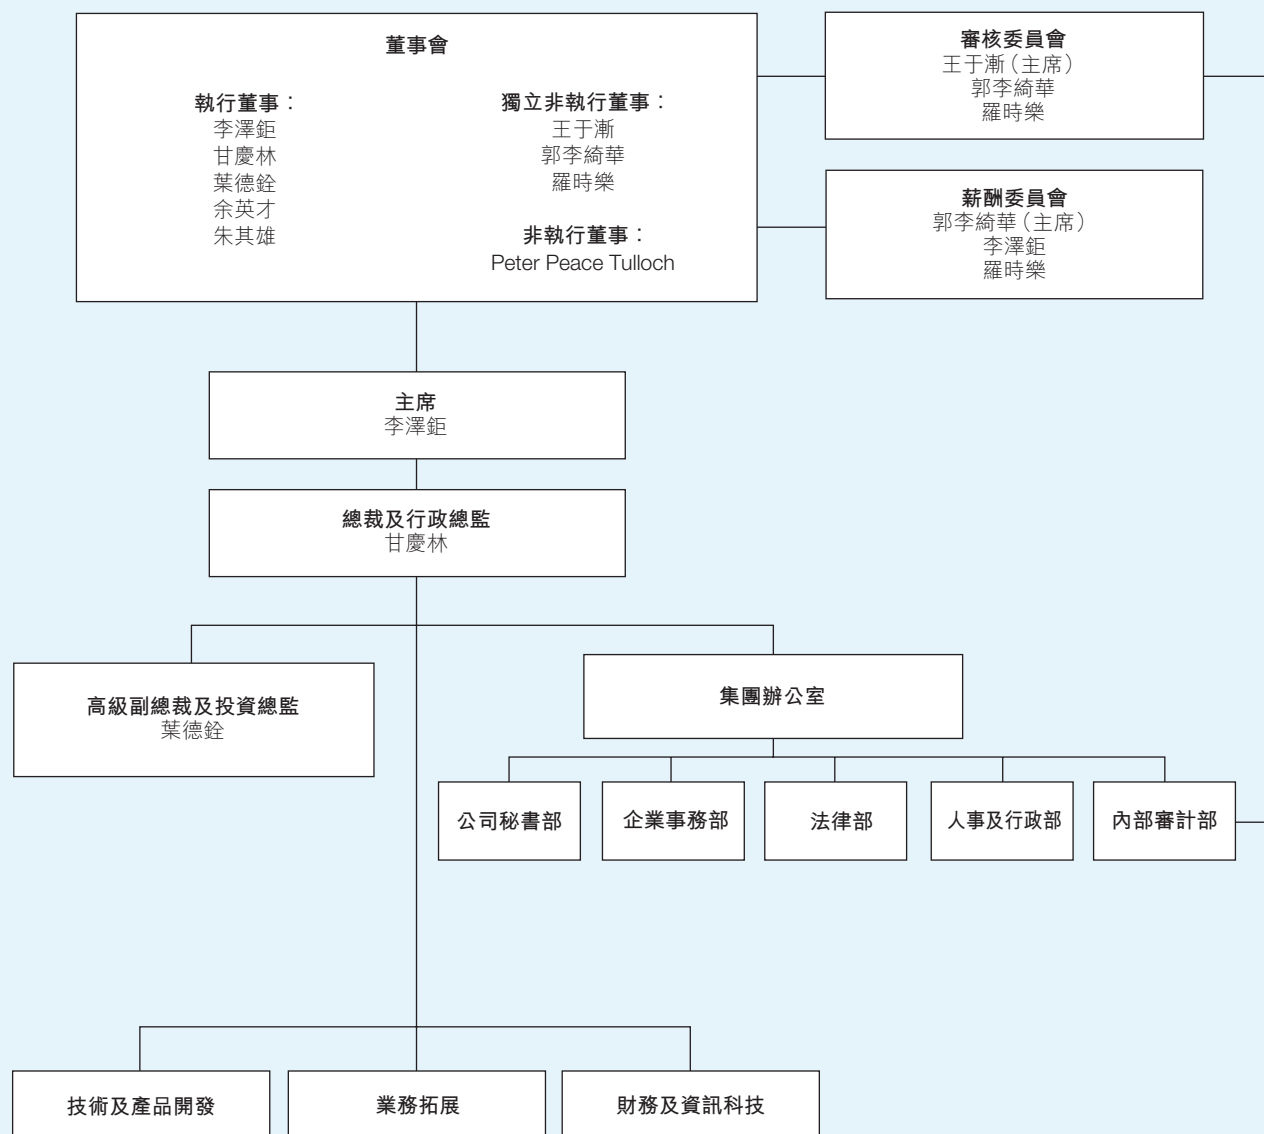 董事會
執行董事：
李澤鉅
甘慶林
葉德銓
余英才
朱其雄
獨立非執行董事：
王于漸
郭李綺華
羅時樂
非執行董事：
Peter Peace Tulloch
審核委員會
王于漸（主席）
郭李綺華
羅時樂
薪酬委員會
郭李綺華（主席）
李澤鉅
羅時樂
主席
李澤鉅
總裁及行政總監
甘慶林
高級副總裁及投資總監
葉德銓
集團辦公室
公司秘書部
企業事務部
法律部
人事及行政部
內部審計部
技術及產品開發
業務拓展
財務及資訊科技